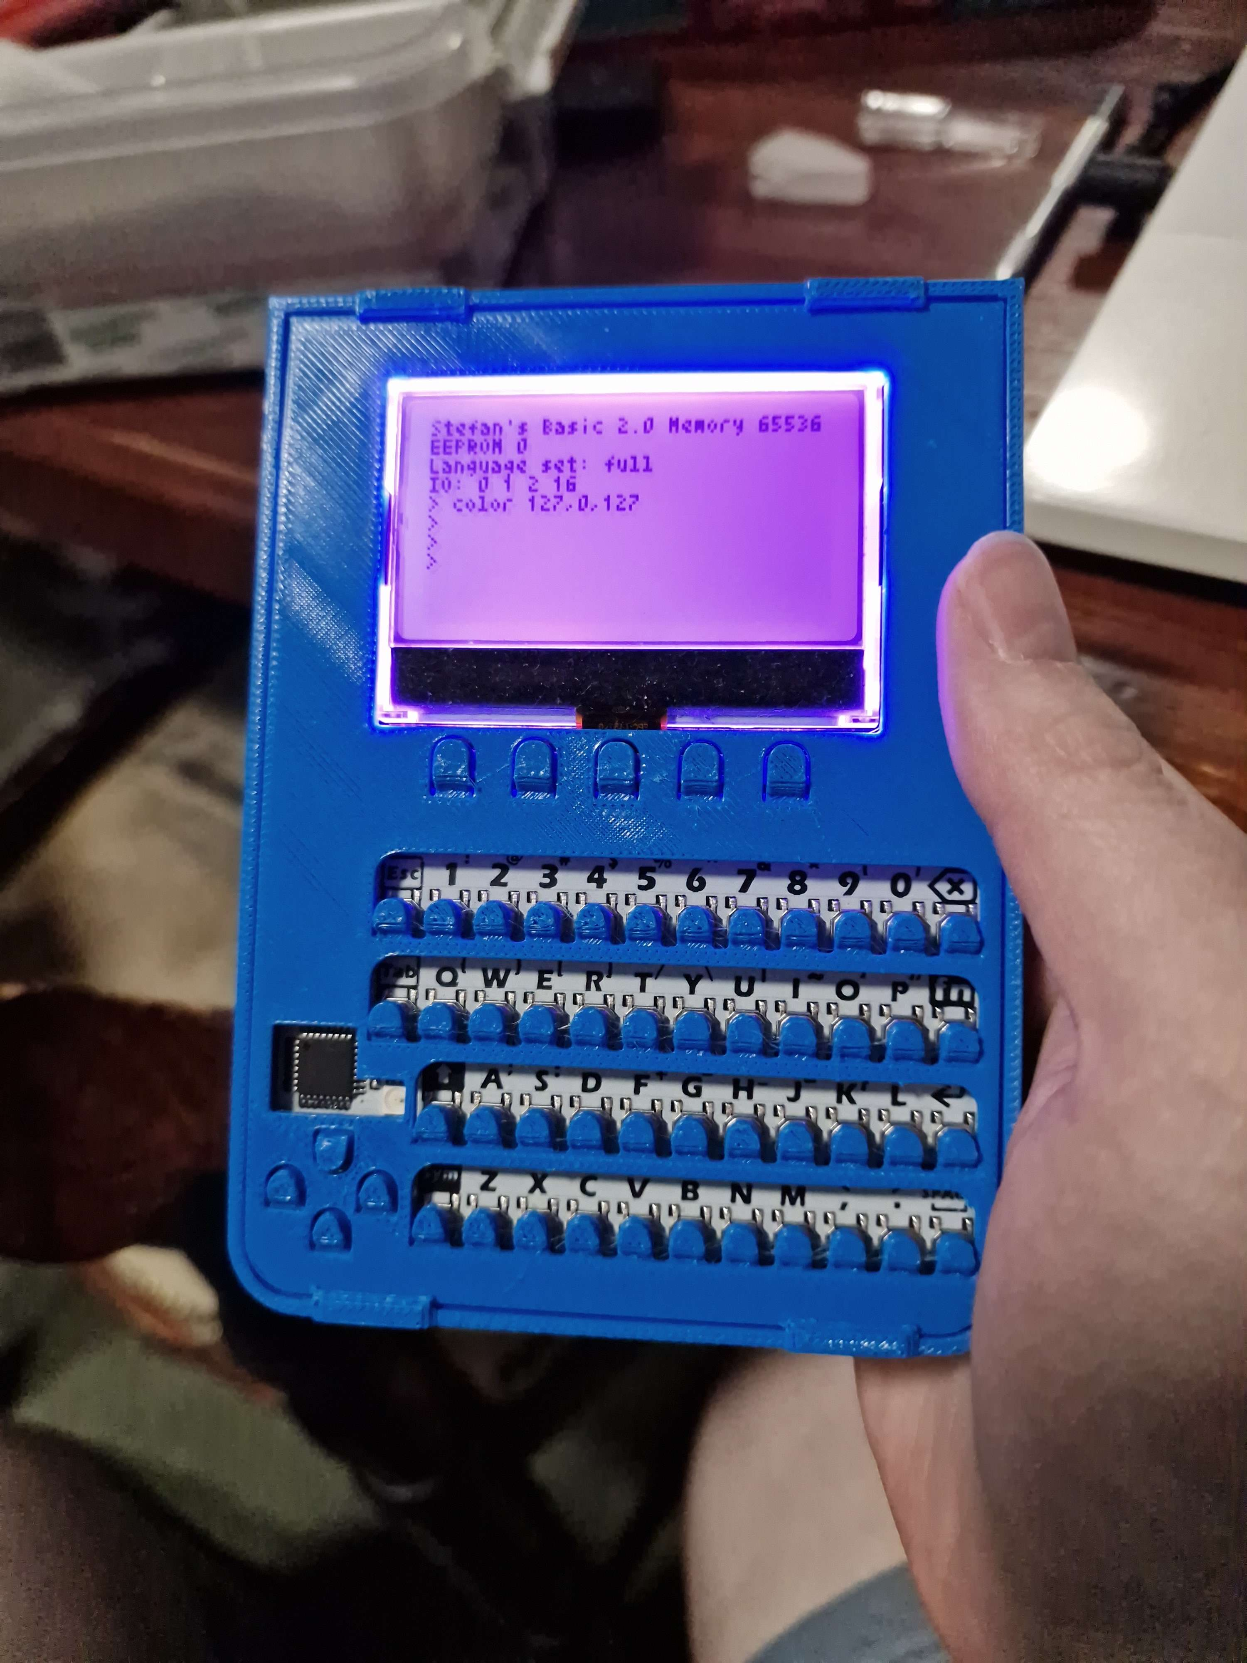 Stefan's Basic 2.0 Memory 65536
EEPROM 0
Language set: full
IO: 0 1 2 16
> color 127,0,127
>
>
>
Esc 1 2 3 4 5 6 7 8 9 0
Tab Q W E R T Y U I O P
A S D F G H J K L
Z X C V B N M , .